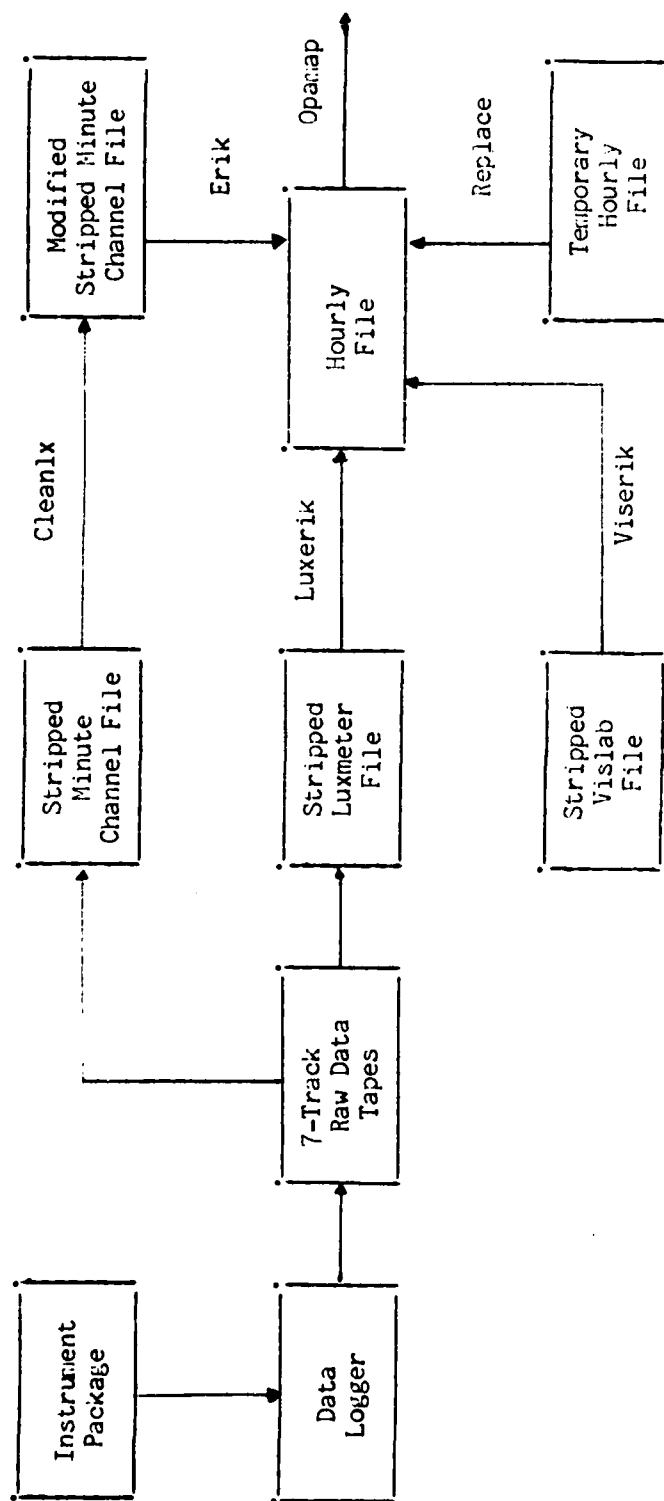 Instrument
Package
Data
Logger
7-Track
Raw Data
Tapes
Stripped
Minute
Channel File
Cleanlx
Modified
Stripped Minute
Channel File
Erik
Stripped
Luxmeter
File
Luxerik
Hourly
File
Opamap
Stripped
Vislab
File
Viserik
Temporary
Hourly
File
Replace